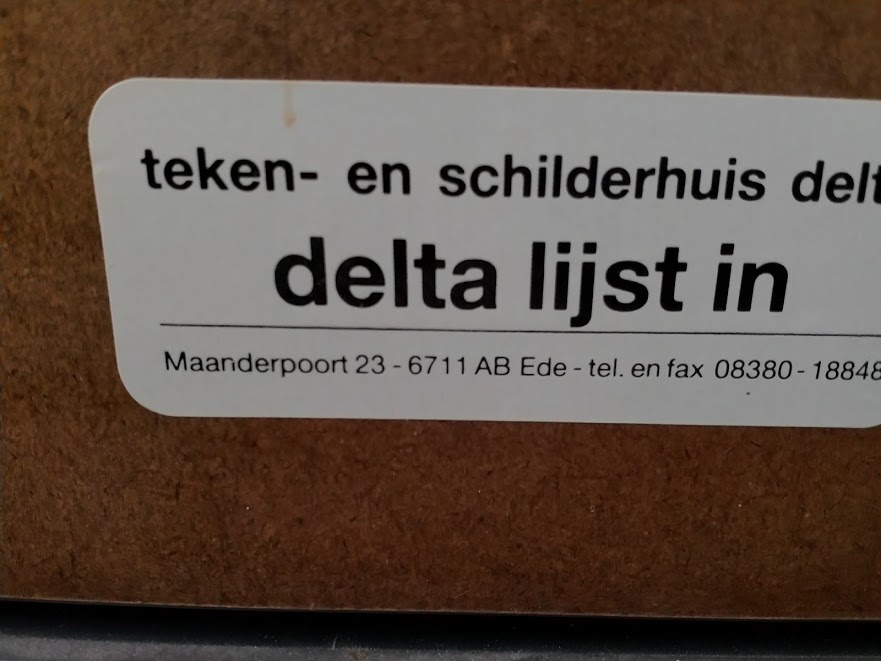 teken- en schilderhuis delt
delta lijst in
Maanderpoort 23 - 6711 AB Ede - tel. en fax 08380 - 18848